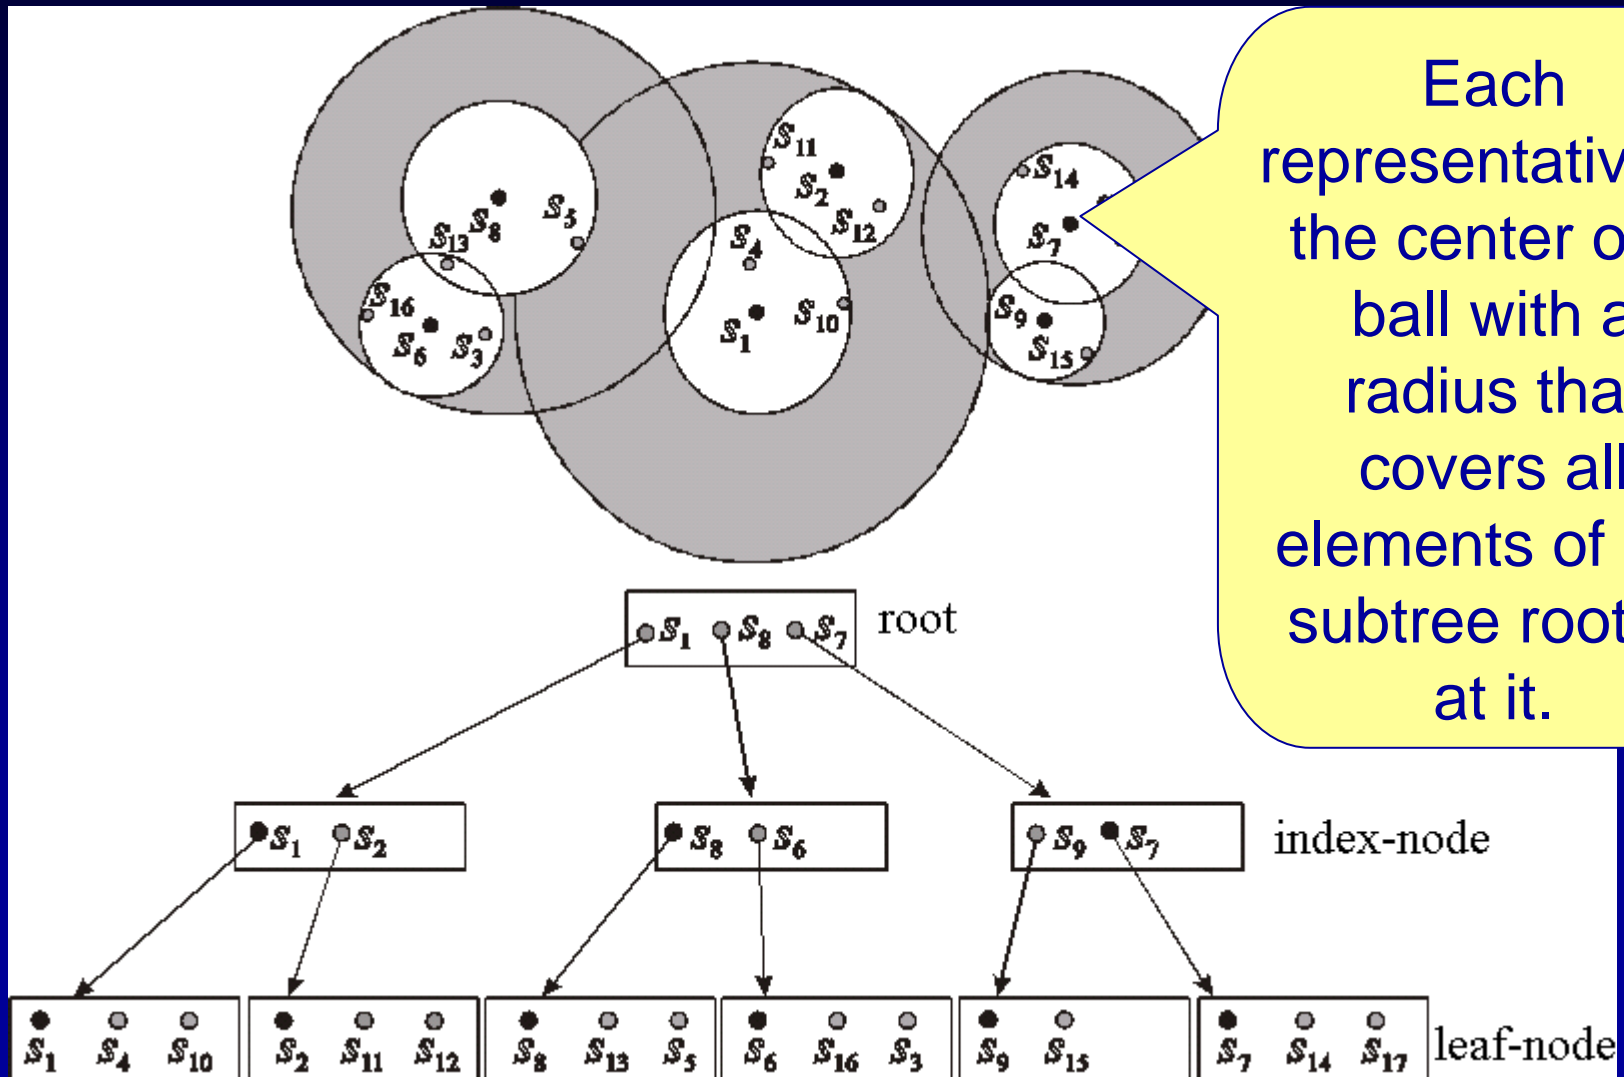 Each
the center
ball with a
radius
covers all
elements of
subtree
at it.
S11
S2
S12
S14
S7
S5
S8
S13
S4
S16
S6
S3
S1
S10
S9
S15
S1 S8 S7 root
S1 S2
S8 S6
S9 S7
index-node
S1 S4 S10
S2 S11 S12
S8 S13 S5
S6 S16 S3
S9 S15
S7 S14 S17
leaf-node